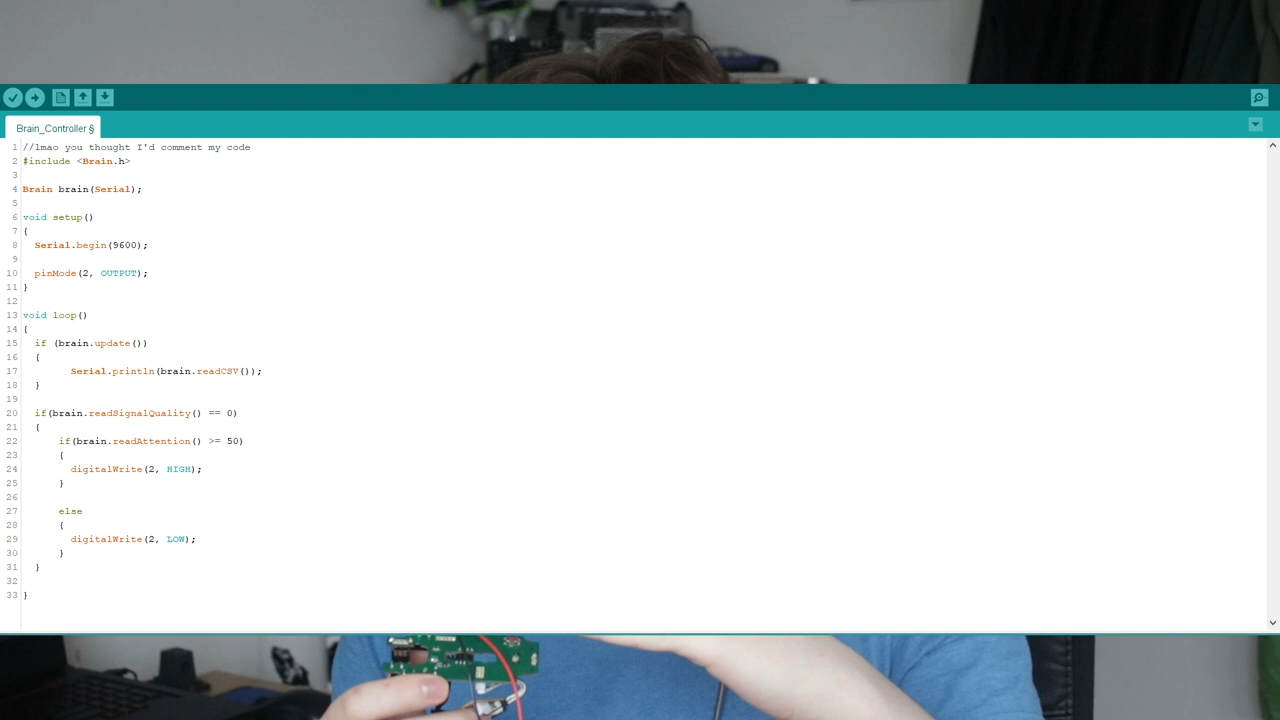 Brain_Controller §
1 //lmao you thought I'd comment my code
2 #include <Brain.h>
3
4 Brain brain(Serial);
5
6 void setup()
7 {
8 Serial.begin(9600);
9
10 pinMode(2, OUTPUT);
11 }
12
13 void loop()
14 {
15 if (brain.update())
16 {
17 Serial.println(brain.readCSV());
18 }
19
20 if(brain.readSignalQuality() == 0)
21 {
22 if(brain.readAttention() >= 50)
23 {
24 digitalWrite(2, HIGH);
25 }
26
27 else
28 {
29 digitalWrite(2, LOW);
30 }
31 }
32
33 }